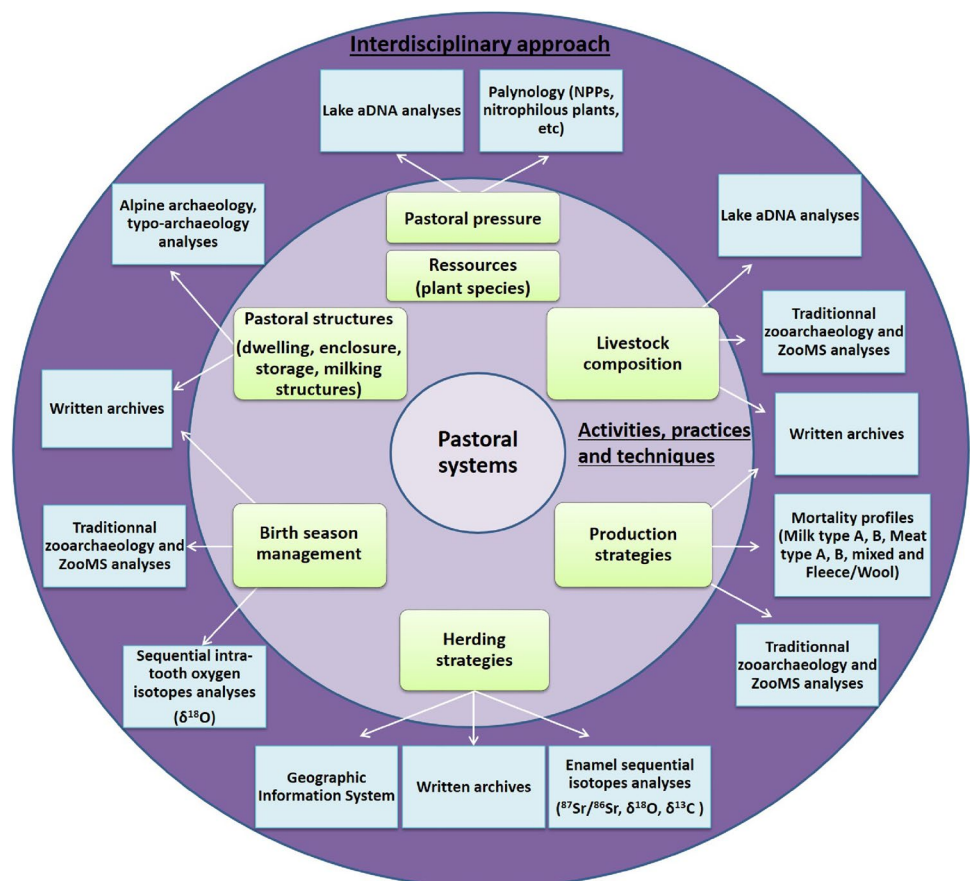 Interdisciplinary approach
Lake aDNA analyses
Palynology (NPPs,
nitrophilous plants,
etc)
Alpine archaeology,
typo-archaeology
analyses
Pastoral pressure
Lake aDNA analyses
Ressources
(plant species)
Pastoral structures
(dwelling, enclosure,
storage, milking
structures)
Livestock
composition
Traditionnal
zooarchaeology and
ZooMS analyses
Written archives
Pastoral
systems
Activities, practices
and techniques
Written archives
Traditionnal
zooarchaeology and
ZooMS analyses
Birth season
management
Production
strategies
Mortality profiles
(Milk type A, B, Meat
type A, B, mixed and
Fleece/Wool)
Sequential intra-
tooth oxygen
isotopes analyses
(δ¹⁸O)
Herding
strategies
Traditionnal
zooarchaeology and
ZooMS analyses
Geographic
Information System
Written archives
Enamel sequential
isotopes analyses
(⁸⁷Sr/⁸⁶Sr, δ¹⁸O, δ¹³C )